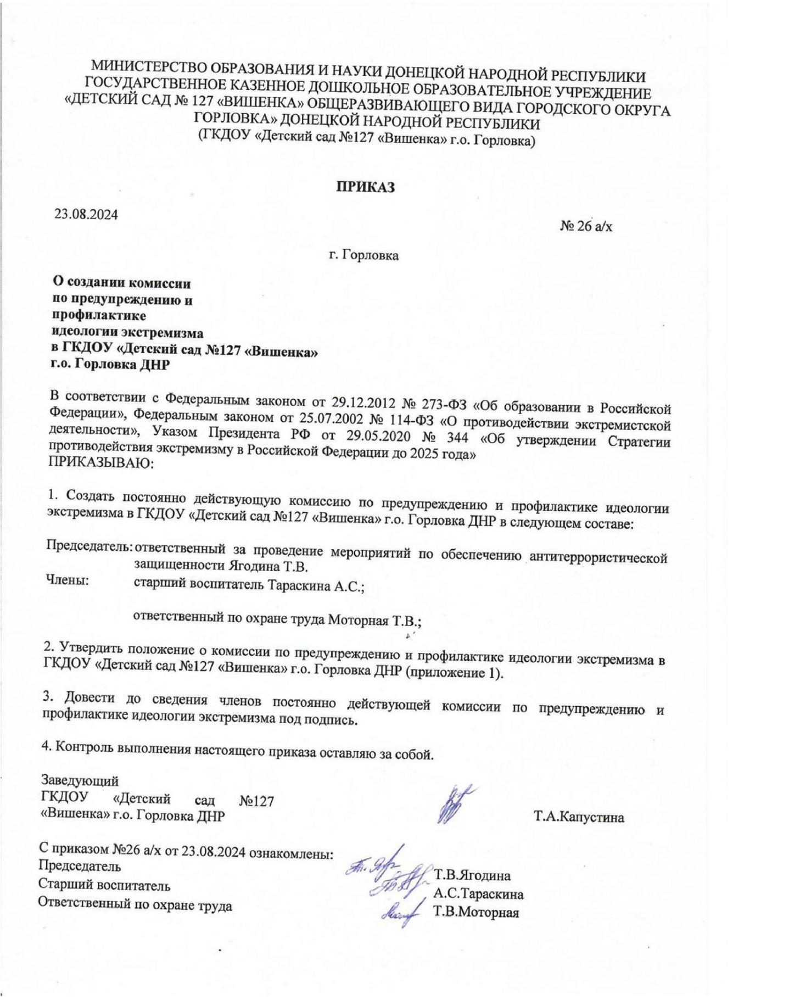 МИНИСТЕРСТВО ОБРАЗОВАНИЯ И НАУКИ ДОНЕЦКОЙ НАРОДНОЙ РЕСПУБЛИКИ
ГОСУДАРСТВЕННОЕ КАЗЕННОЕ ДОШКОЛЬНОЕ ОБРАЗОВАТЕЛЬНОЕ УЧРЕЖДЕНИЕ
«ДЕТСКИЙ САД № 127 «ВИШЕНКА» ОБЩЕРАЗВИВАЮЩЕГО ВИДА ГОРОДСКОГО ОКРУГА
ГОРЛОВКА» ДОНЕЦКОЙ НАРОДНОЙ РЕСПУБЛИКИ
(ГКДОУ «Детский сад №127 «Вишенка» г.о. Горловка)
ПРИКАЗ
23.08.2024
№ 26 а/х
г. Горловка
О создании комиссии
по предупреждению и
профилактике
идеологии экстремизма
в ГКДОУ «Детский сад №127 «Вишенка»
г.о. Горловка ДНР
В соответствии с Федеральным законом от 29.12.2012 № 273-ФЗ «Об образовании в Российской
Федерации», Федеральным законом от 25.07.2002 № 114-ФЗ «О противодействии экстремистской
деятельности», Указом Президента РФ от 29.05.2020 № 344 «Об утверждении Стратегии
противодействия экстремизму в Российской Федерации до 2025 года»
ПРИКАЗЫВАЮ:
1. Создать постоянно действующую комиссию по предупреждению и профилактике идеологии
экстремизма в ГКДОУ «Детский сад №127 «Вишенка» г.о. Горловка ДНР в следующем составе:
Председатель: ответственный за проведение мероприятий по обеспечению антитеррористической
защищенности Ягодина Т.В.
Члены: старший воспитатель Тараскина А.С.;
ответственный по охране труда Моторная Т.В.;
2. Утвердить положение о комиссии по предупреждению и профилактике идеологии экстремизма в
ГКДОУ «Детский сад №127 «Вишенка» г.о. Горловка ДНР (приложение 1).
3. Довести до сведения членов постоянно действующей комиссии по предупреждению и
профилактике идеологии экстремизма под подпись.
4. Контроль выполнения настоящего приказа оставляю за собой.
Заведующий
ГКДОУ «Детский сад №127
«Вишенка» г.о. Горловка ДНР Т.А.Капустина
С приказом №26 а/х от 23.08.2024 ознакомлены:
Председатель Т.В.Ягодина
Старший воспитатель А.С.Тараскина
Ответственный по охране труда Т.В.Моторная